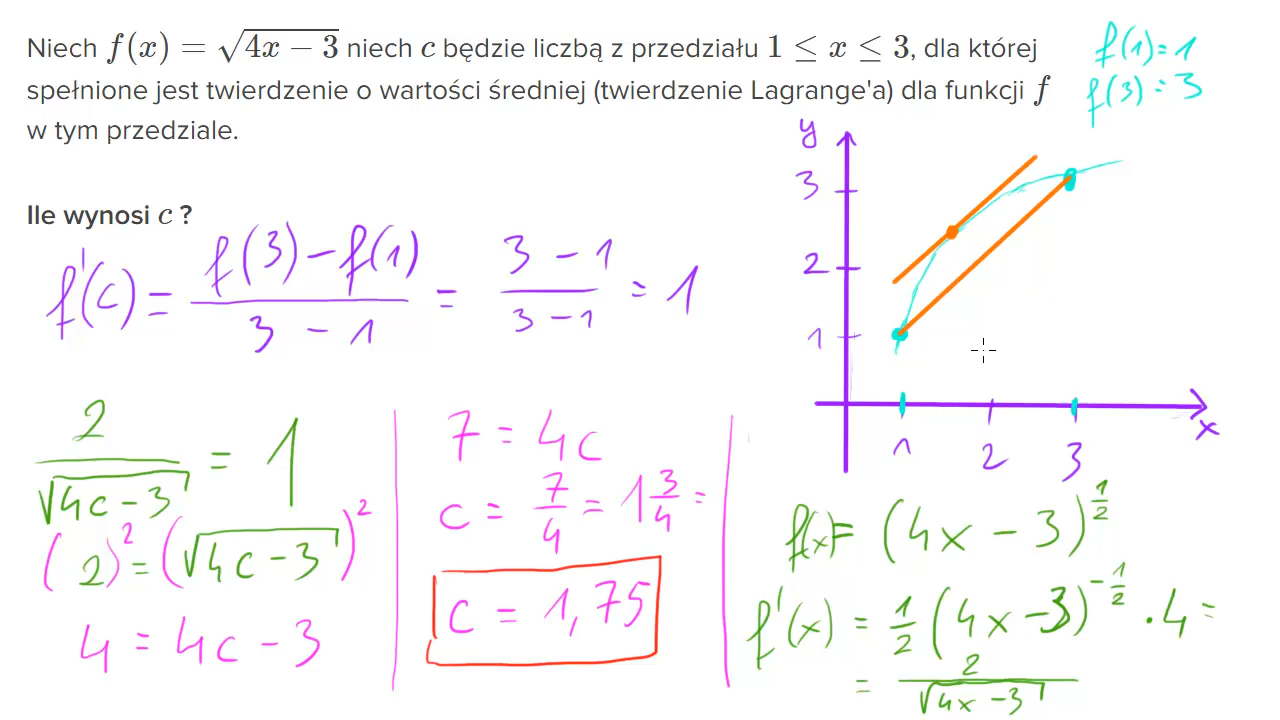 Niech f(x) = √(4x − 3) niech c będzie liczbą z przedziału 1 ≤ x ≤ 3, dla której
spełnione jest twierdzenie o wartości średniej (twierdzenie Lagrange'a) dla funkcji f
w tym przedziale.
f(1) = 1
f(3) = 3
Ile wynosi c ?
f'(c) = (f(3) − f(1))/(3 − 1) = (3 − 1)/(3 − 1) = 1
2/√(4c − 3) = 1
(2)² = (√(4c − 3))²
4 = 4c − 3
7 = 4c
c = 7/4 = 1 3/4 =
c = 1,75
y
3
2
1
1 2 3
x
f(x) = (4x − 3)^(1/2)
f'(x) = 1/2 (4x − 3)^(−1/2) · 4 =
= 2/√(4x − 3)